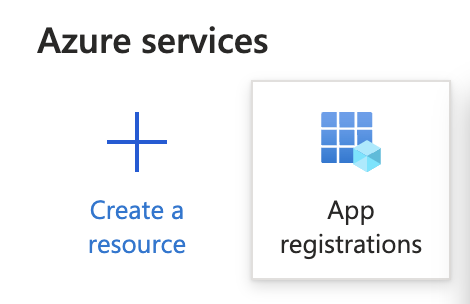 Azure services
Create a
resource
App
registrations